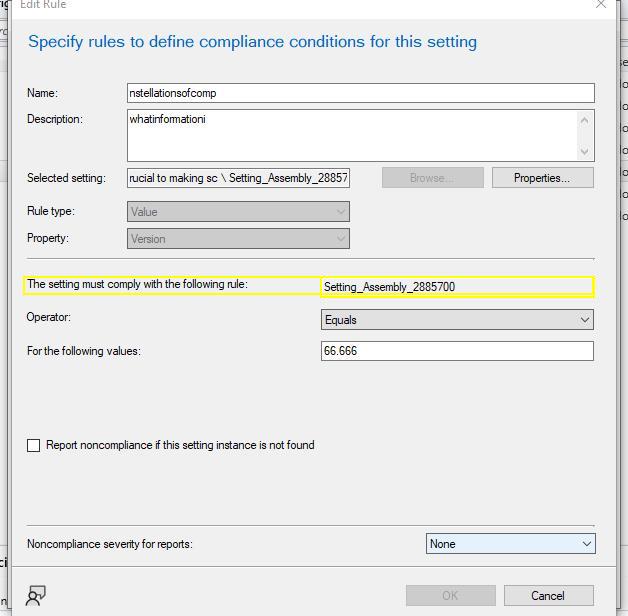 Edit Rule
Specify rules to define compliance conditions for this setting
Name:
nstellationsofcomp
Description:
whatinformationi
Selected setting:
rucial to making sc \ Setting_Assembly_28857
Browse...
Properties...
Rule type:
Value
Property:
Version
The setting must comply with the following rule:
Setting_Assembly_2885700
Operator:
Equals
For the following values:
66.666
Report noncompliance if this setting instance is not found
Noncompliance severity for reports:
None
OK
Cancel